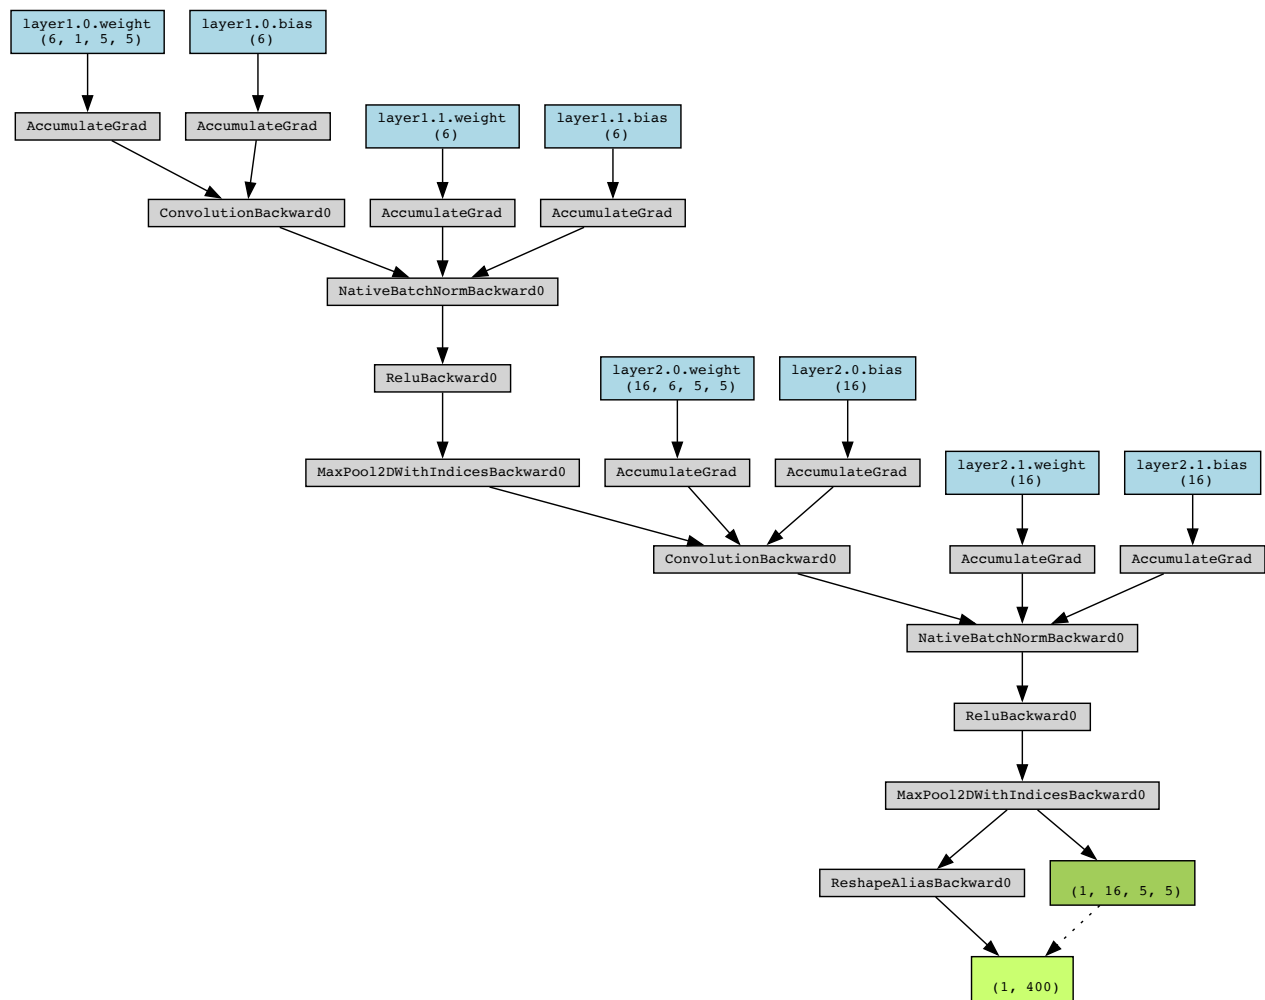 layer1.0.weight
(6, 1, 5, 5)
layer1.0.bias
(6)
AccumulateGrad
AccumulateGrad
layer1.1.weight
(6)
layer1.1.bias
(6)
ConvolutionBackward0
AccumulateGrad
AccumulateGrad
NativeBatchNormBackward0
ReluBackward0
layer2.0.weight
(16, 6, 5, 5)
layer2.0.bias
(16)
MaxPool2DWithIndicesBackward0
AccumulateGrad
AccumulateGrad
layer2.1.weight
(16)
layer2.1.bias
(16)
ConvolutionBackward0
AccumulateGrad
AccumulateGrad
NativeBatchNormBackward0
ReluBackward0
MaxPool2DWithIndicesBackward0
ReshapeAliasBackward0
(1, 16, 5, 5)
(1, 400)